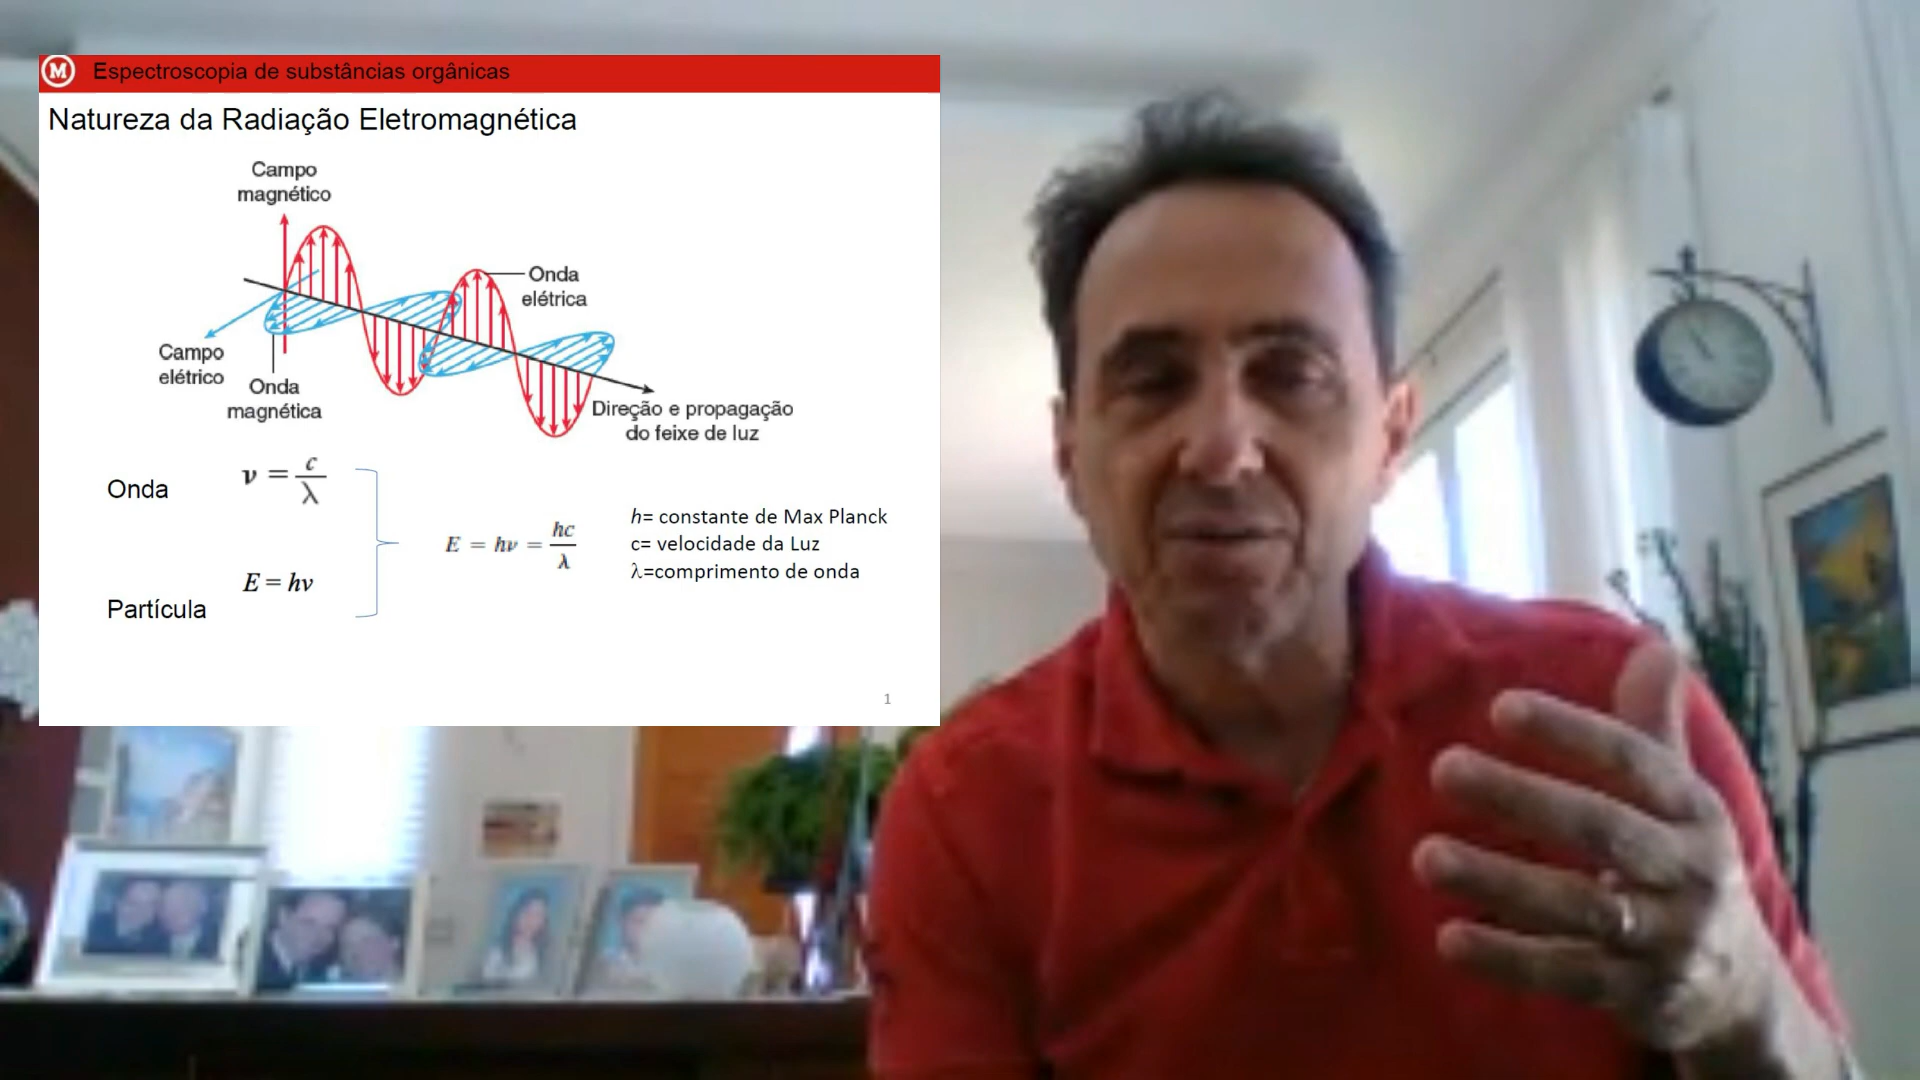 M Espectroscopia de substâncias orgânicas
Natureza da Radiação Eletromagnética
Campo
magnético
Onda
elétrica
Campo
elétrico
Onda
magnética
Direção e propagação
do feixe de luz
Onda
ν = c/λ
E = hν = hc/λ
h= constante de Max Planck
c= velocidade da Luz
λ=comprimento de onda
E = hν
Partícula
1